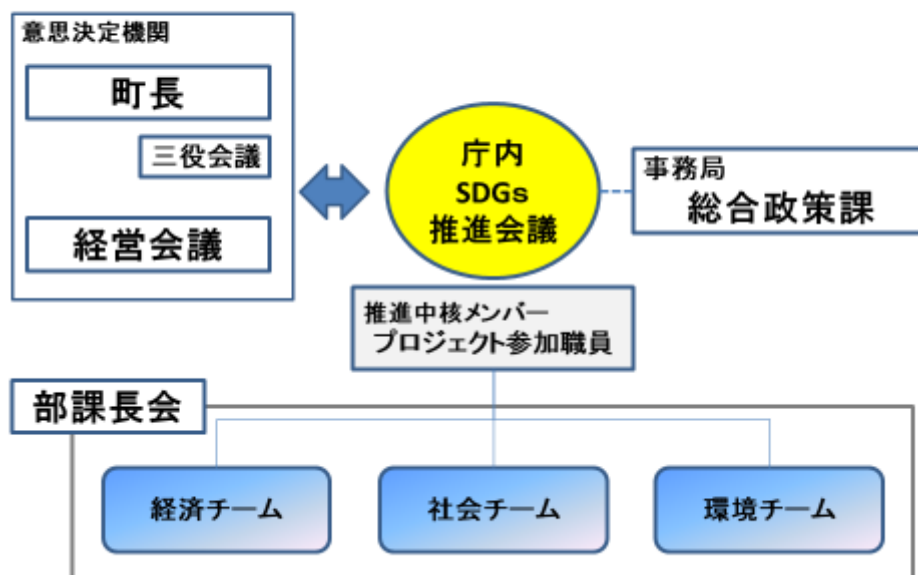 意思決定機関
町長
三役会議
経営会議
庁内
SDGs
推進会議
事務局
総合政策課
推進中核メンバー
プロジェクト参加職員
部課長会
経済チーム
社会チーム
環境チーム